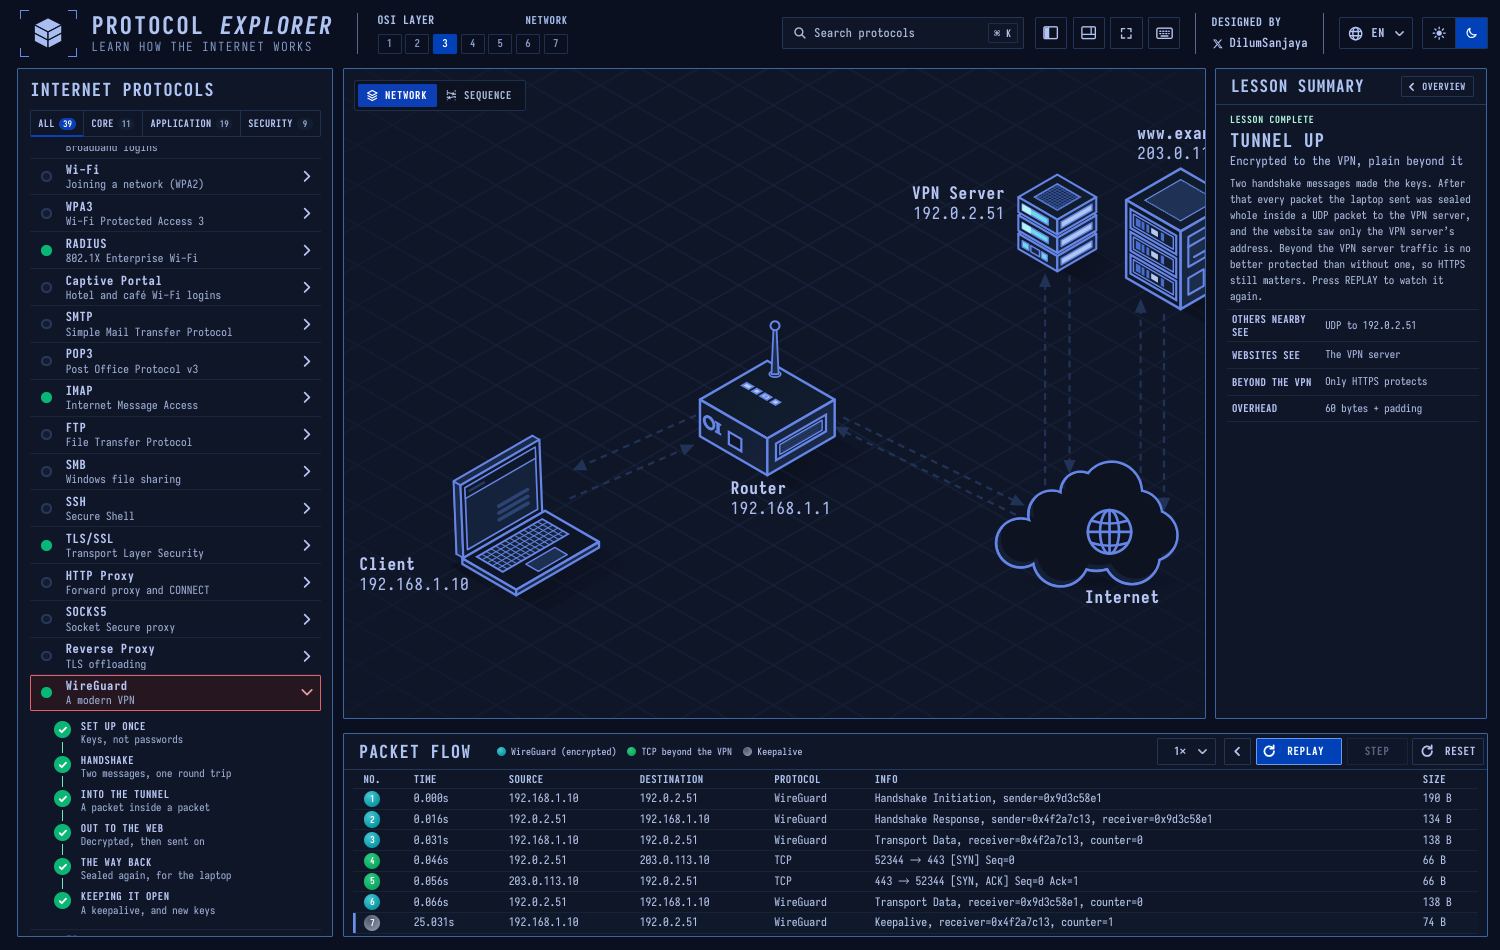 PROTOCOL EXPLORER
LEARN HOW THE INTERNET WORKS
OSI LAYER NETWORK
1 2 3 4 5 6 7
Search protocols ⌘ K
DESIGNED BY
DilumSanjaya
EN
INTERNET PROTOCOLS
ALL 39 CORE 11 APPLICATION 19 SECURITY 9
Broadband logins
Wi-Fi
Joining a network (WPA2)
WPA3
Wi-Fi Protected Access 3
RADIUS
802.1X Enterprise Wi-Fi
Captive Portal
Hotel and café Wi-Fi logins
SMTP
Simple Mail Transfer Protocol
POP3
Post Office Protocol v3
IMAP
Internet Message Access
FTP
File Transfer Protocol
SMB
Windows file sharing
SSH
Secure Shell
TLS/SSL
Transport Layer Security
HTTP Proxy
Forward proxy and CONNECT
SOCKS5
Socket Secure proxy
Reverse Proxy
TLS offloading
WireGuard
A modern VPN
SET UP ONCE
Keys, not passwords
HANDSHAKE
Two messages, one round trip
INTO THE TUNNEL
A packet inside a packet
OUT TO THE WEB
Decrypted, then sent on
THE WAY BACK
Sealed again, for the laptop
KEEPING IT OPEN
A keepalive, and new keys
NETWORK SEQUENCE
www.exam
203.0.11
VPN Server
192.0.2.51
Router
192.168.1.1
Client
192.168.1.10
Internet
LESSON SUMMARY OVERVIEW
LESSON COMPLETE
TUNNEL UP
Encrypted to the VPN, plain beyond it
Two handshake messages made the keys. After
that every packet the laptop sent was sealed
whole inside a UDP packet to the VPN server,
and the website saw only the VPN server's
address. Beyond the VPN server traffic is no
better protected than without one, so HTTPS
still matters. Press REPLAY to watch it
again.
OTHERS NEARBY SEE UDP to 192.0.2.51
WEBSITES SEE The VPN server
BEYOND THE VPN Only HTTPS protects
OVERHEAD 60 bytes + padding
PACKET FLOW WireGuard (encrypted) TCP beyond the VPN Keepalive 1× REPLAY STEP RESET
NO. TIME SOURCE DESTINATION PROTOCOL INFO SIZE
1 0.000s 192.168.1.10 192.0.2.51 WireGuard Handshake Initiation, sender=0x9d3c58e1 190 B
2 0.016s 192.0.2.51 192.168.1.10 WireGuard Handshake Response, sender=0x4f2a7c13, receiver=0x9d3c58e1 134 B
3 0.031s 192.168.1.10 192.0.2.51 WireGuard Transport Data, receiver=0x4f2a7c13, counter=0 138 B
4 0.046s 192.0.2.51 203.0.113.10 TCP 52344 → 443 [SYN] Seq=0 66 B
5 0.056s 203.0.113.10 192.0.2.51 TCP 443 → 52344 [SYN, ACK] Seq=0 Ack=1 66 B
6 0.066s 192.0.2.51 192.168.1.10 WireGuard Transport Data, receiver=0x9d3c58e1, counter=0 138 B
7 25.031s 192.168.1.10 192.0.2.51 WireGuard Keepalive, receiver=0x4f2a7c13, counter=1 74 B